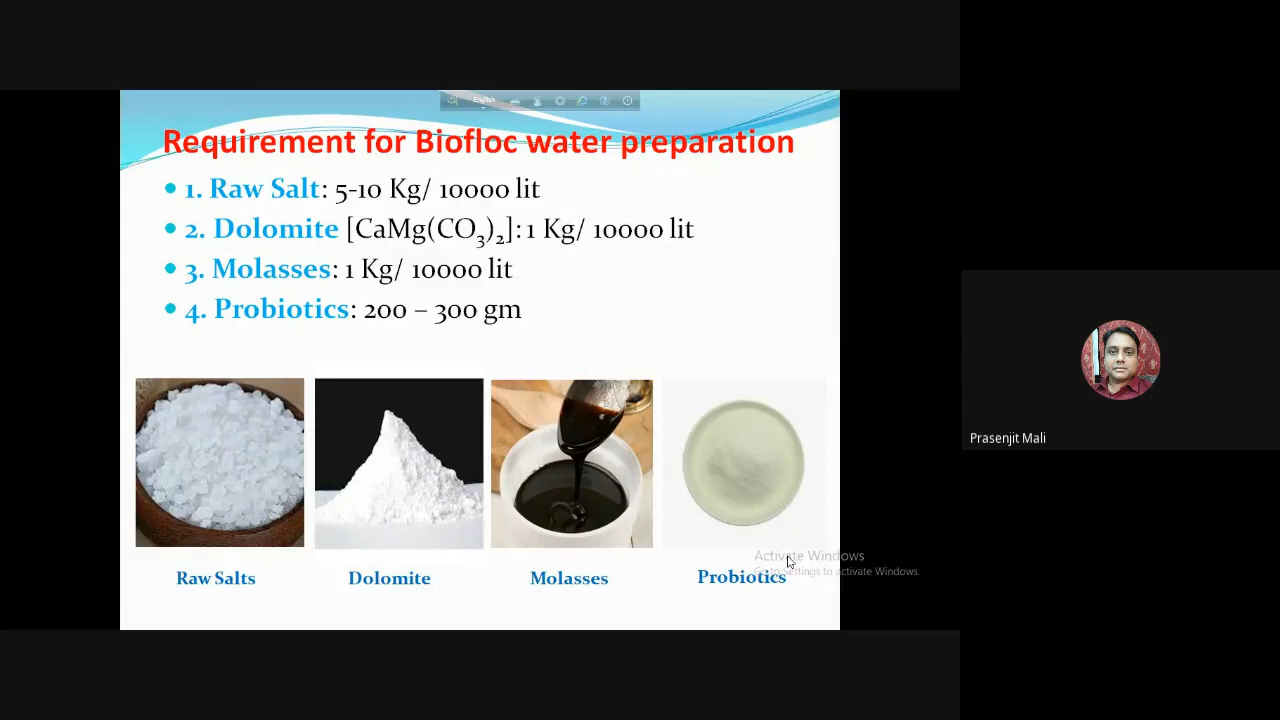 English
Requirement for Biofloc water preparation
• 1. Raw Salt: 5-10 Kg/ 10000 lit
• 2. Dolomite [CaMg(CO₃)₂]: 1 Kg/ 10000 lit
• 3. Molasses: 1 Kg/ 10000 lit
• 4. Probiotics: 200 – 300 gm
Raw Salts
Dolomite
Molasses
Probiotics
Activate Windows
Go to Settings to activate Windows.
Prasenjit Mali